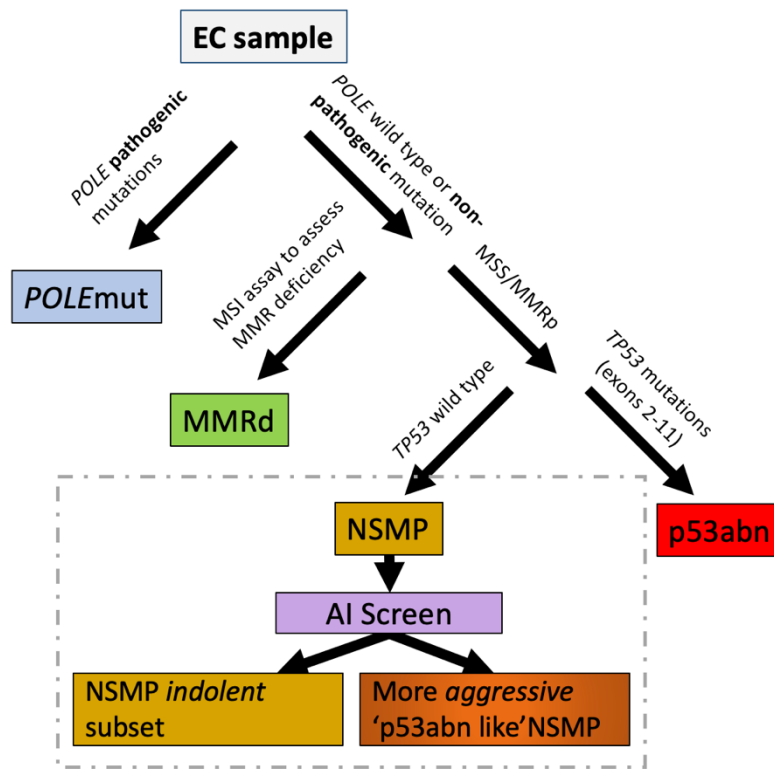 EC sample
POLE pathogenic
mutations
POLE wild type or non-
pathogenic mutation
POLEmut
MSI assay to assess
MMR deficiency
MSS/MMRp
MMRd
TP53 wild type
TP53 mutations
(exons 2-11)
NSMP
p53abn
AI Screen
NSMP indolent
subset
More aggressive
‘p53abn like’NSMP